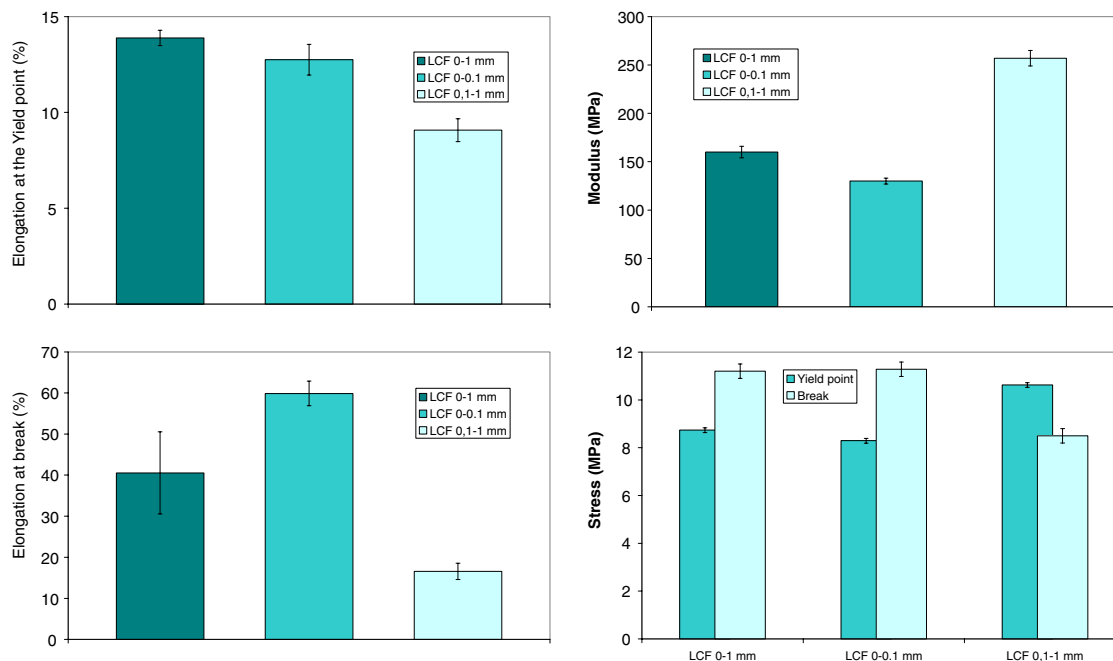 Elongation at the Yield point (%)
15
10
5
0
LCF 0-1 mm
LCF 0-0.1 mm
LCF 0,1-1 mm
Modulus (MPa)
300
250
200
150
100
50
0
LCF 0-1 mm
LCF 0-0.1 mm
LCF 0,1-1 mm
Elongation at break (%)
70
60
50
40
30
20
10
0
LCF 0-1 mm
LCF 0-0.1 mm
LCF 0,1-1 mm
Stress (MPa)
12
10
8
6
4
2
0
Yield point
Break
LCF 0-1 mm
LCF 0-0.1 mm
LCF 0,1-1 mm